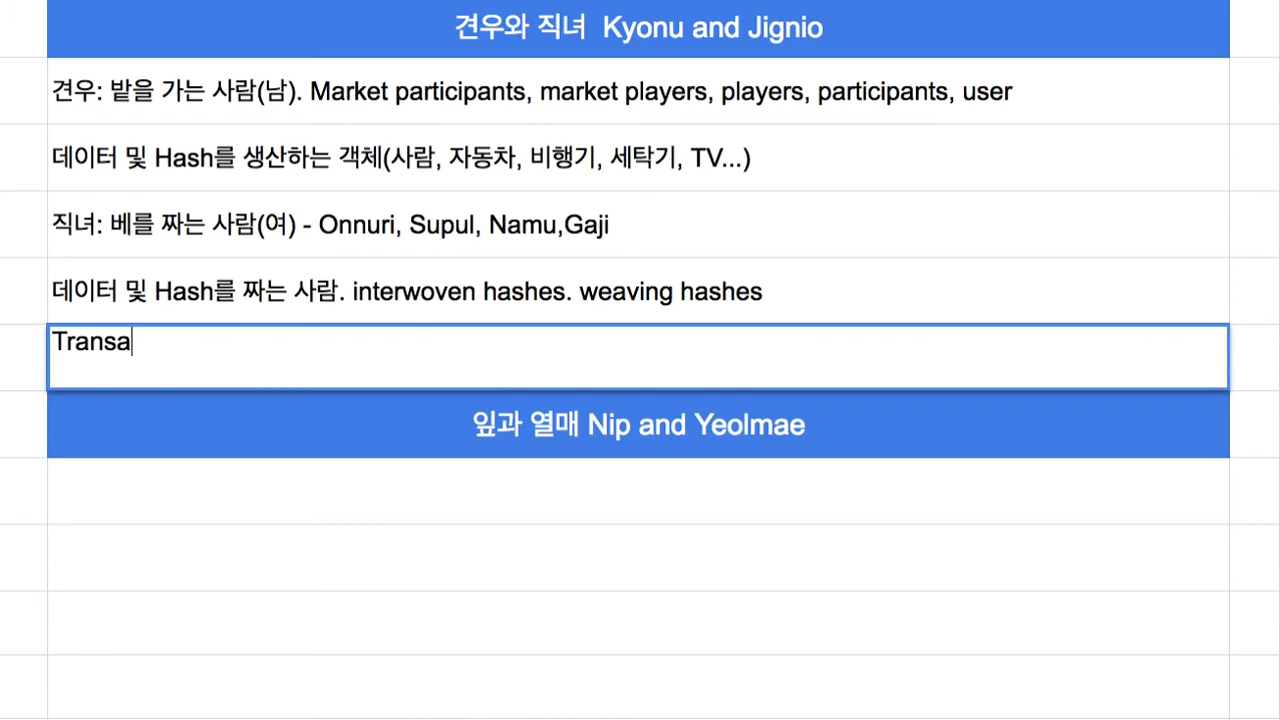 견우와 직녀  Kyonu and Jignio
견우: 밭을 가는 사람(남). Market participants, market players, players, participants, user
데이터 및 Hash를 생산하는 객체(사람, 자동차, 비행기, 세탁기, TV...)
직녀: 베를 짜는 사람(여) - Onnuri, Supul, Namu,Gaji
데이터 및 Hash를 짜는 사람. interwoven hashes. weaving hashes
Transa
잎과 열매 Nip and Yeolmae